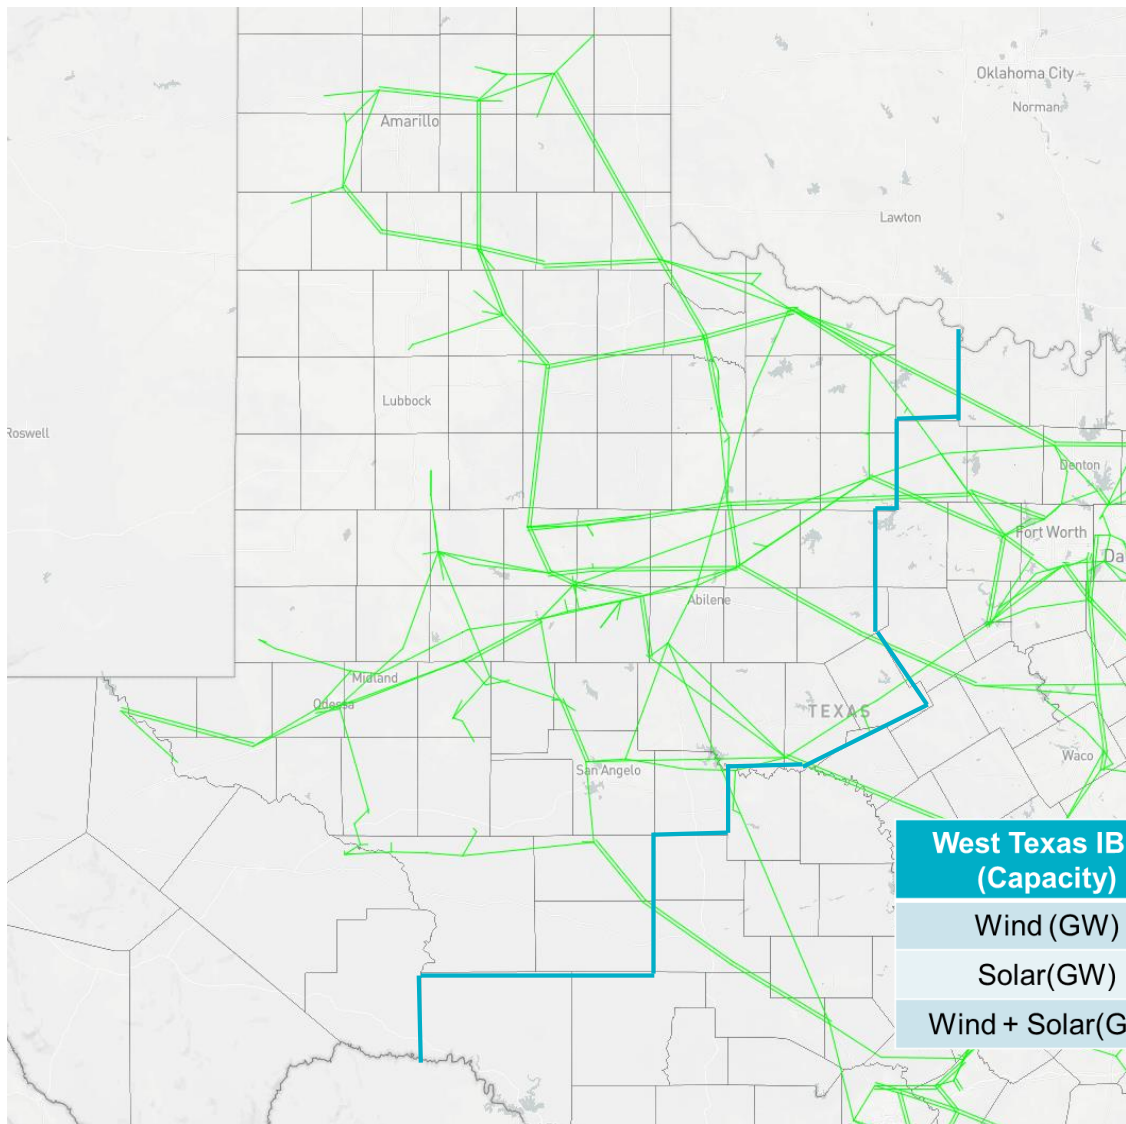 Oklahoma City
Norman
Amarillo
Lawton
Lubbock
Roswell
Denton
Fort Worth
Da
Abilene
Midland
Odessa
TEXAS
Waco
San Angelo
West Texas IB
(Capacity)
Wind (GW)
Solar(GW)
Wind + Solar(G